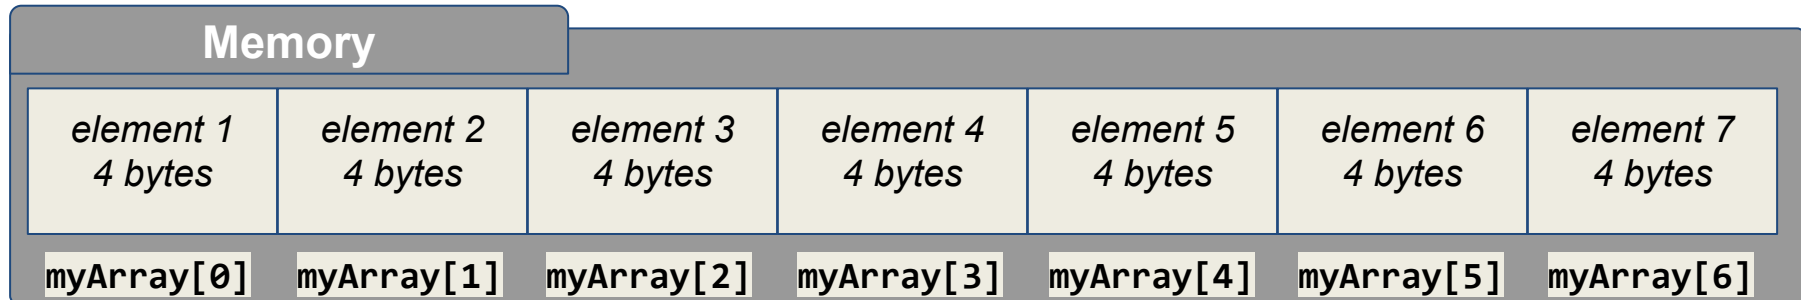 Memory
element 1 element 2 element 3 element 4 element 5 element 6 element 7
4 bytes 4 bytes 4 bytes 4 bytes 4 bytes 4 bytes 4 bytes
myArray[0] myArray[1] myArray[2] myArray[3] myArray[4] myArray[5] myArray[6]